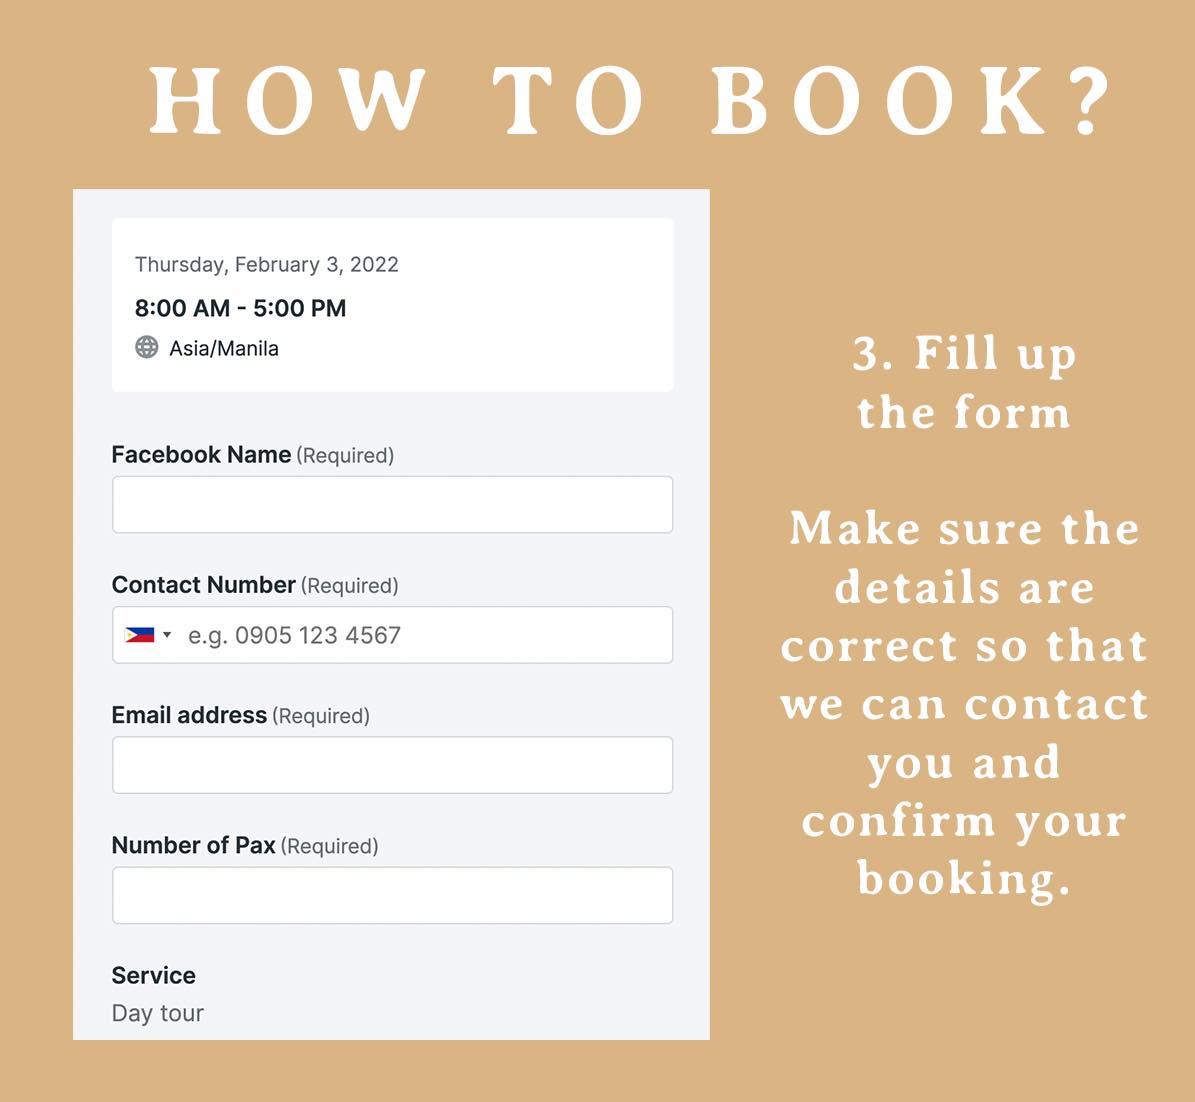 HOW TO BOOK?
Thursday, February 3, 2022
8:00 AM - 5:00 PM
Asia/Manila
Facebook Name (Required)
Contact Number (Required)
e.g. 0905 123 4567
Email address (Required)
Number of Pax (Required)
Service
Day tour
3. Fill up
the form
Make sure the
details are
correct so that
we can contact
you and
confirm your
booking.